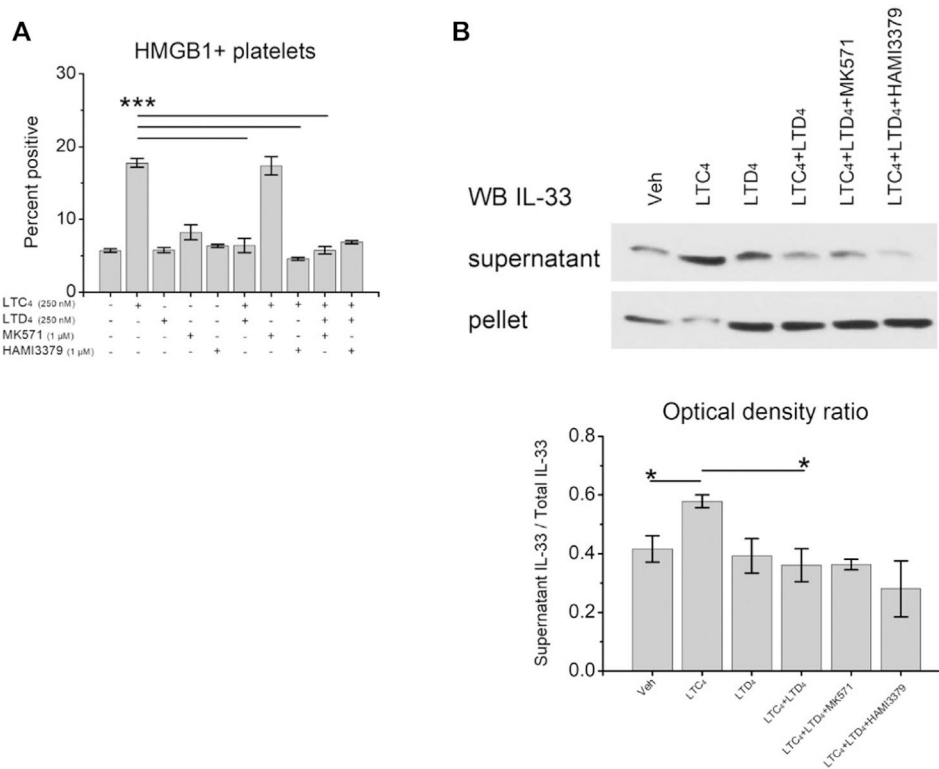 A
HMGB1+ platelets
***
30
20
10
0
Percent positive
LTC4 (250 nM) - + - - - + + + + +
LTD4 (250 nM) - - + - - + - - + +
MK571 (1 µM) - - - + - - + - + -
HAMI3379 (1 µM) - - - - + - - + - +
B
WB IL-33
Veh
LTC4
LTD4
LTC4+LTD4
LTC4+LTD4+MK571
LTC4+LTD4+HAMI3379
supernatant
pellet
Optical density ratio
* *
0.8
0.6
0.4
0.2
0.0
Supernatant IL-33 / Total IL-33
Veh
LTC4
LTD4
LTC4+LTD4
LTC4+LTD4+MK571
LTC4+LTD4+HAMI3379